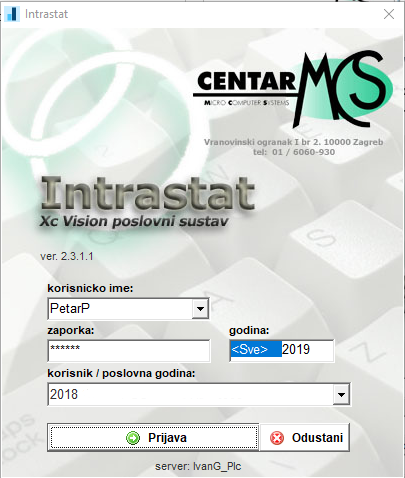 Intrastat
CENTAR MCS
MICRO COMPUTER SYSTEMS
Vranovinski ogranak I br 2. 10000 Zagreb
tel: 01 / 6060-930
Intrastat
Xc Vision poslovni sustav
ver. 2.3.1.1
korisnicko ime:
PetarP
zaporka: godina:
****** <Sve> 2019
korisnik / poslovna godina:
2018
Prijava Odustani
server: IvanG_Plc